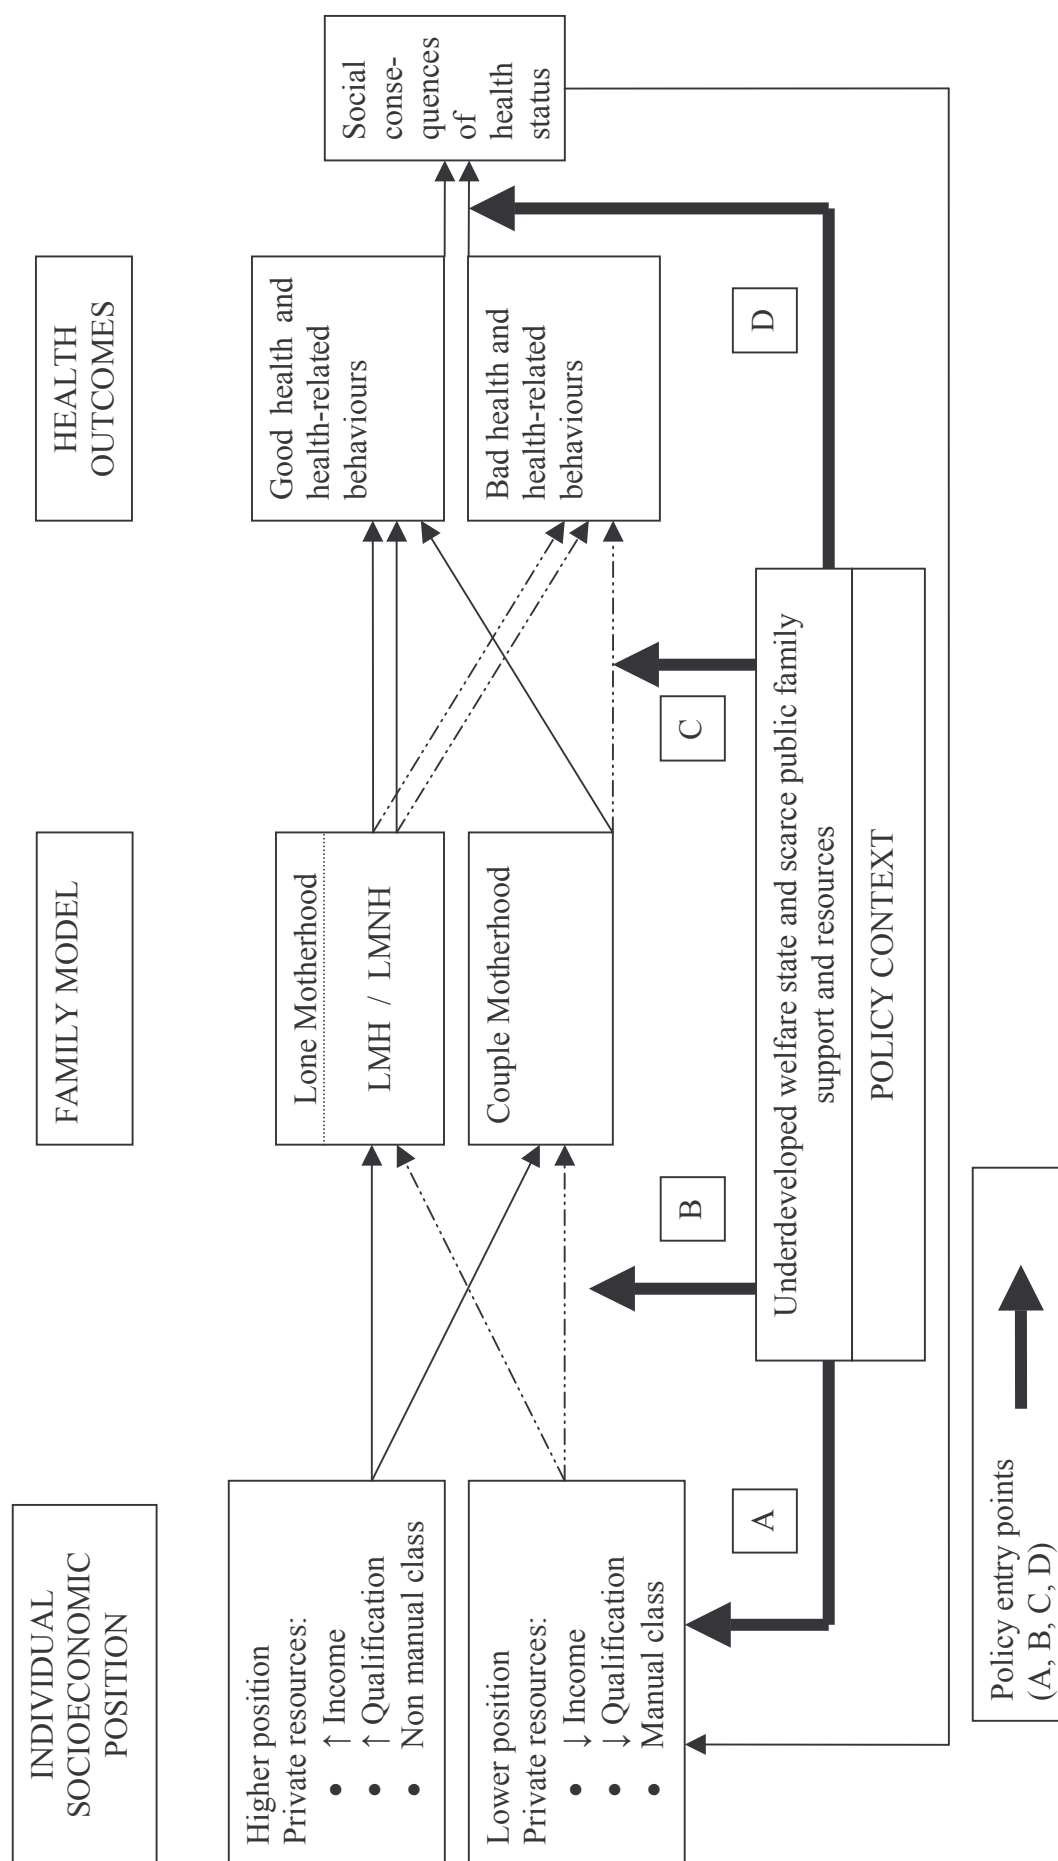 INDIVIDUAL
SOCIOECONOMIC
POSITION
FAMILY MODEL
HEALTH
OUTCOMES
Higher position
Private resources:
● ↑ Income
● ↑ Qualification
● Non manual class
Lower position
Private resources:
● ↓ Income
● ↓ Qualification
● Manual class
Lone Motherhood
LMH / LMNH
Couple Motherhood
Good health and
health-related
behaviours
Bad health and
health-related
behaviours
Social
conse-
quences
of
health
status
A
B
C
D
Underdeveloped welfare state and scarce public family
support and resources
POLICY CONTEXT
Policy entry points
(A, B, C, D)